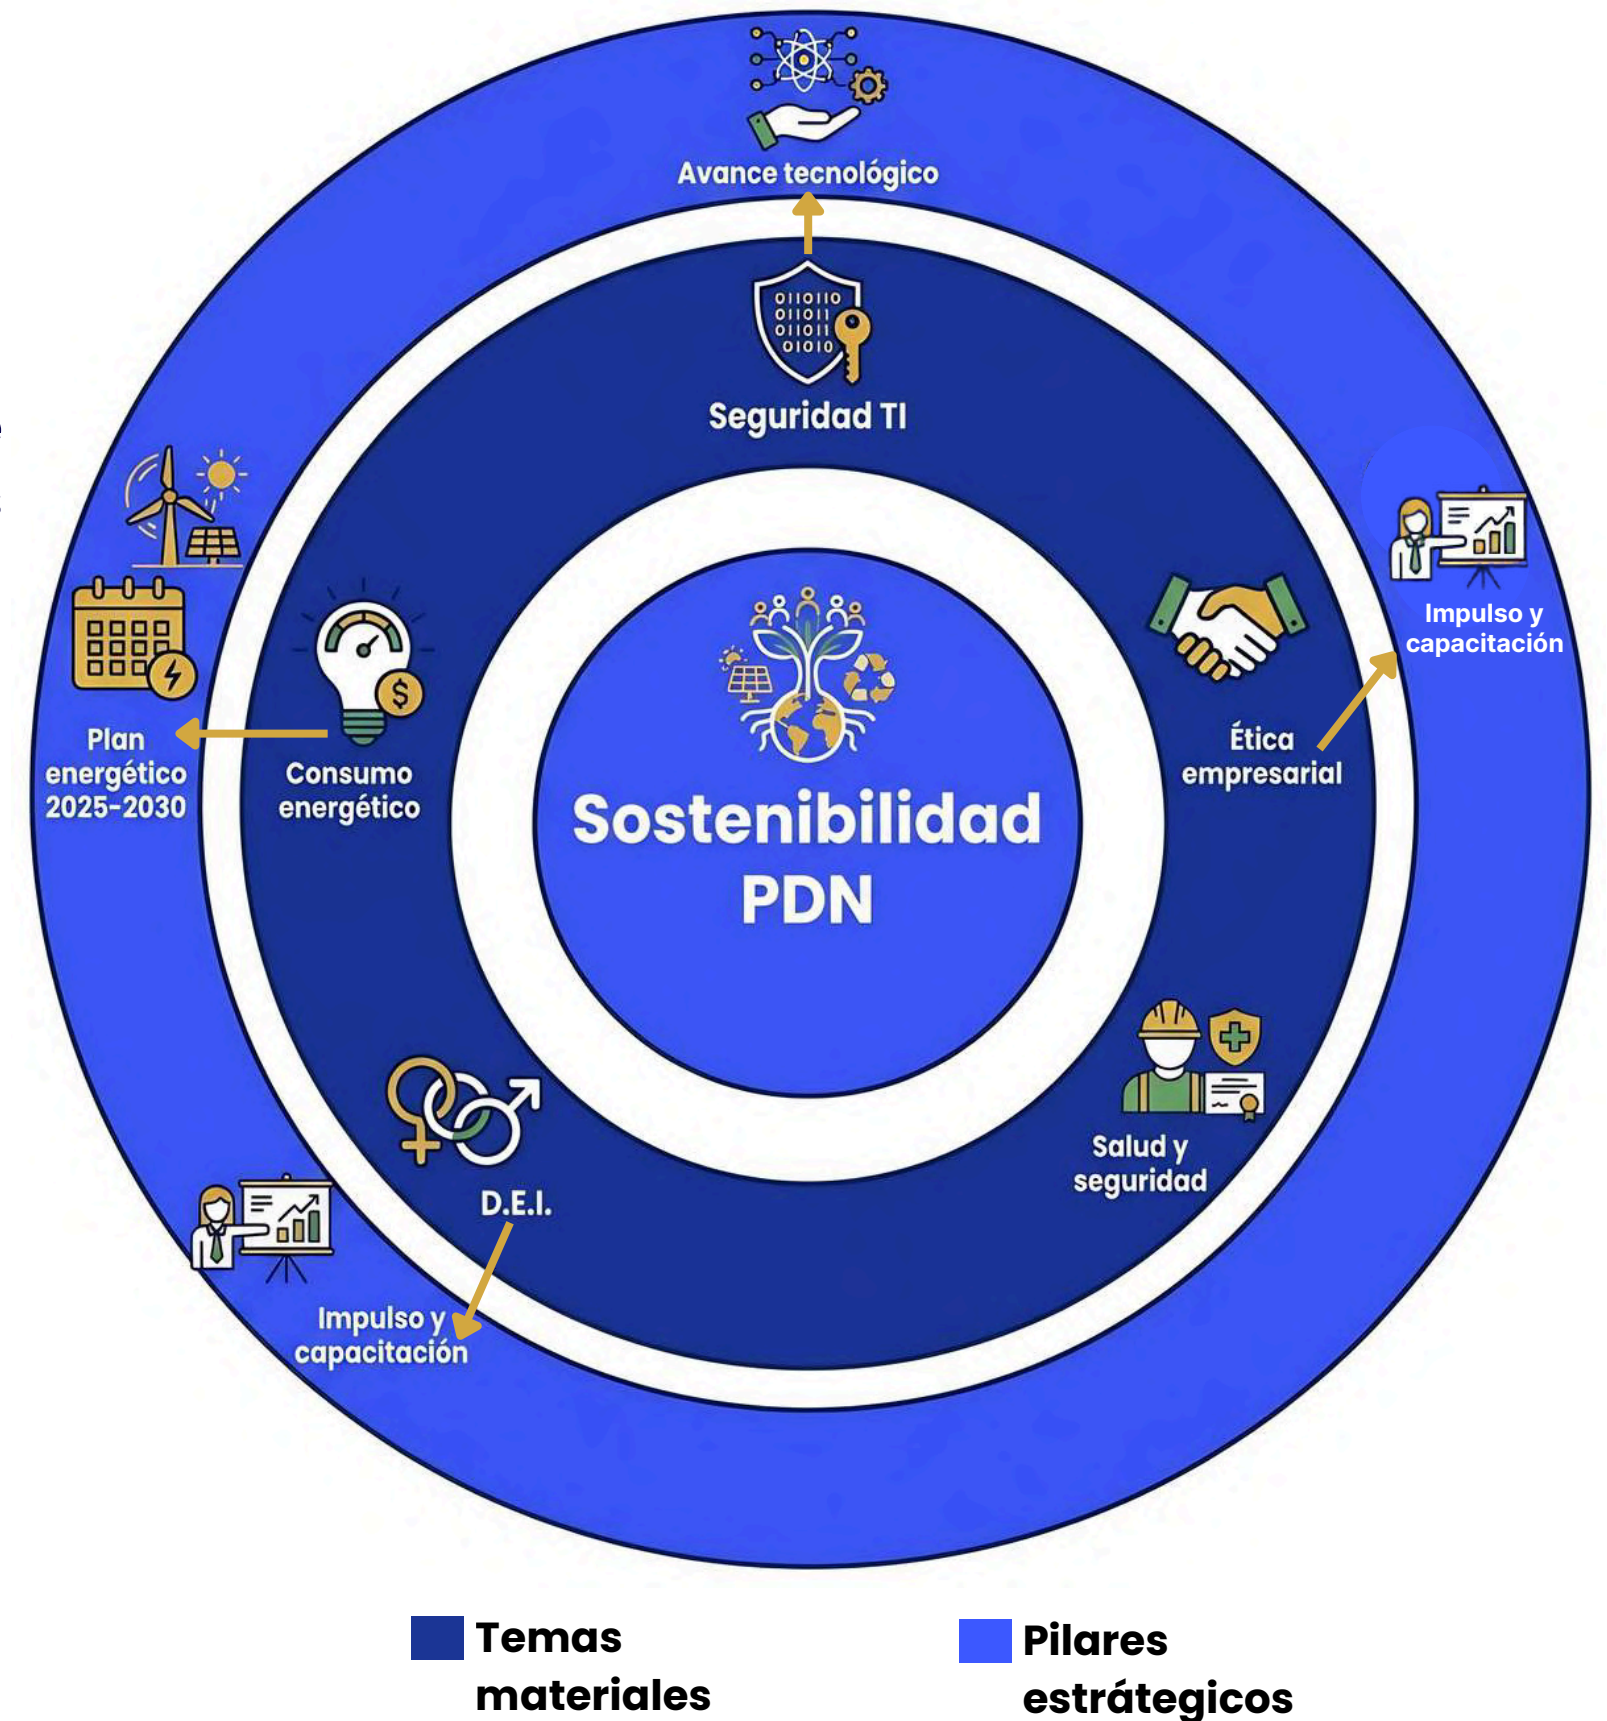 Avance tecnológico
0110110
011011
011011
01010
Seguridad TI
Impulso y
capacitación
$
Plan
energético
2025-2030
Consumo
energético
Ética
empresarial
Sostenibilidad
PDN
D.E.I.
Salud y
seguridad
Impulso y
capacitación
Temas
materiales
Pilares
estrátegicos